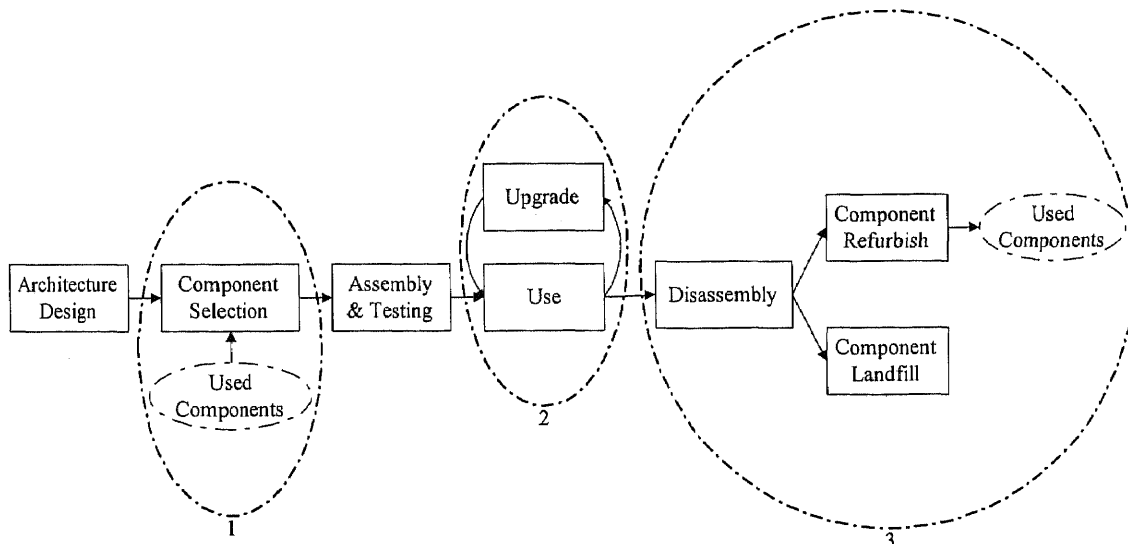 Architecture
Design
Component
Selection
Used
Components
1
Assembly
& Testing
Upgrade
Use
2
Disassembly
Component
Refurbish
Used
Components
Component
Landfill
3